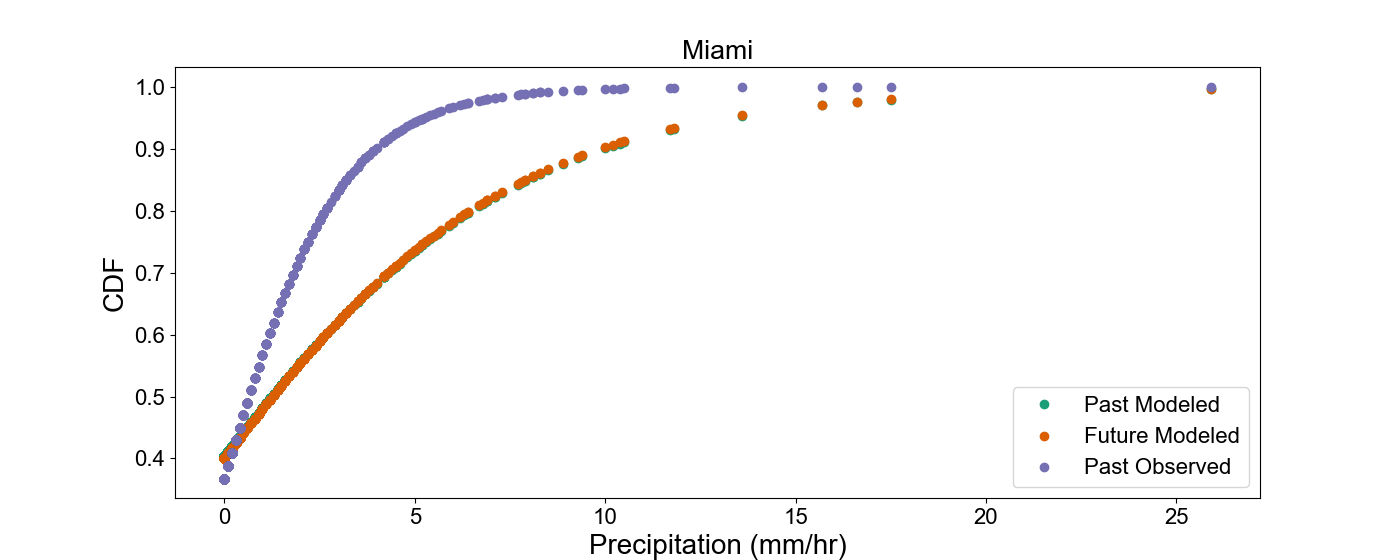 Miami
1.0
0.9
0.8
0.7
0.6
0.5
0.4
CDF
Past Modeled
Future Modeled
Past Observed
0 5 10 15 20 25
Precipitation (mm/hr)